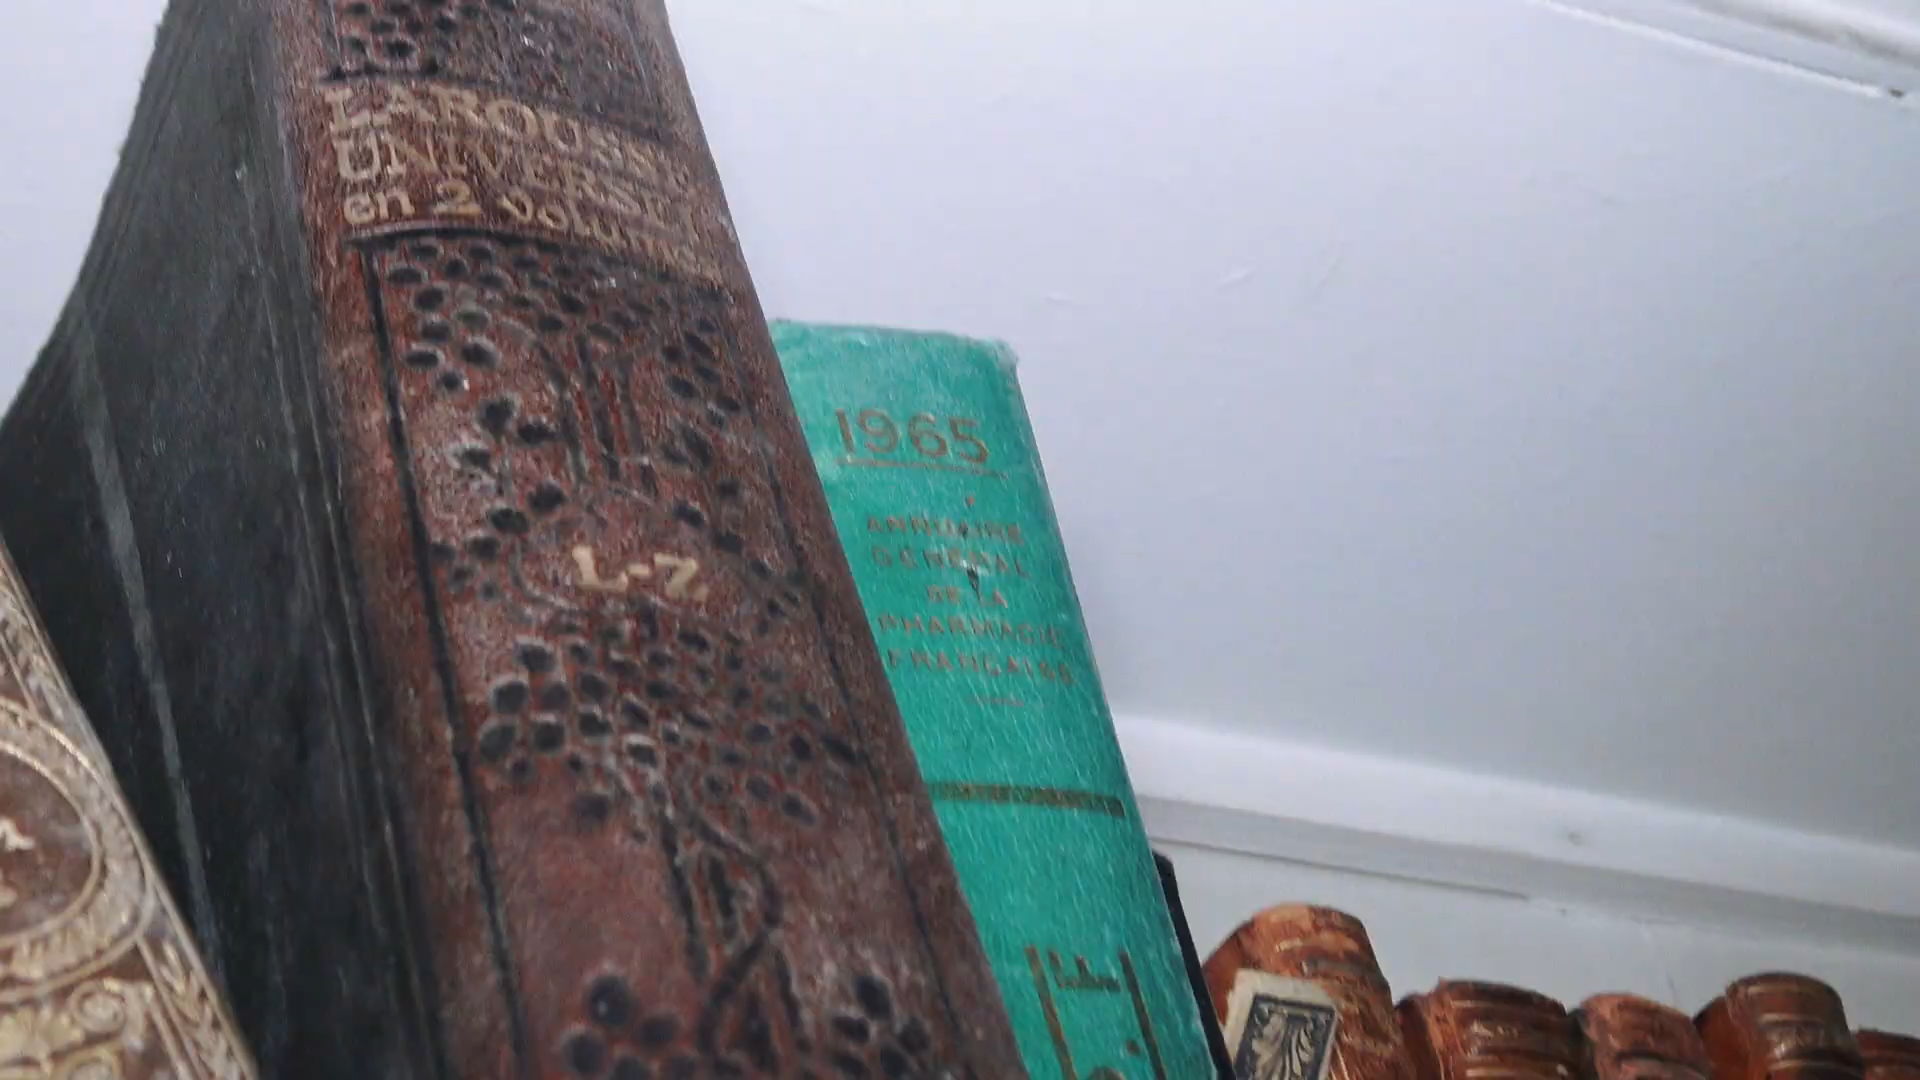 LAROUSSE
UNIVERSEL
en 2 volumes
L-Z
1965
ANNUAIRE
GÉNÉRAL
DE LA
PHARMACIE
FRANÇAISE